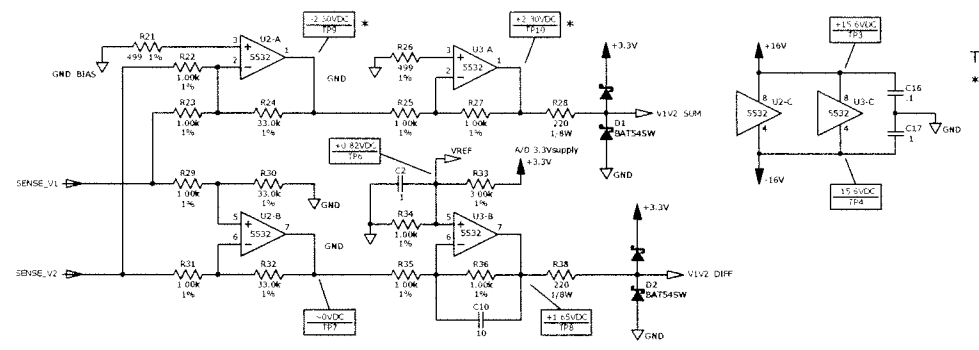 -2.30VDC
TP9
*
+2.30VDC
TP10
*
+15.6VDC
TP3
T
*
R21
499 1%
GND_BIAS
U2-A
5532
3
2
1
R22
1.00k
1%
R23
1.00k
1%
R24
33.0k
1%
GND
R26
499
1%
U3-A
5532
3
2
1
R25
1.00k
1%
R27
1.00k
1%
R28
220
1/8W
+3.3V
V1V2_SUM
D1
BAT54SW
GND
+16V
U2-C
5532
8
4
U3-C
5532
8
4
C16
.1
C17
GND
-16V
15.6VDC
TP4
SENSE_V1
R29
1.00k
1%
R30
33.0k
1%
GND
U2-B
5532
5
6
7
GND
+0.82VDC
TP6
VREF
A/D 3.3Vsupply
+3.3V
C2
R33
3.00k
1%
R34
1.00k
1%
U3-B
5532
5
6
7
SENSE_V2
R31
1.00k
1%
R32
33.0k
1%
R35
1.00k
1%
R36
1.00k
1%
C10
10
R38
220
1/8W
+3.3V
V1V2_DIFF
D2
BAT54SW
GND
~0VDC
TP7
+1.65VDC
TP8